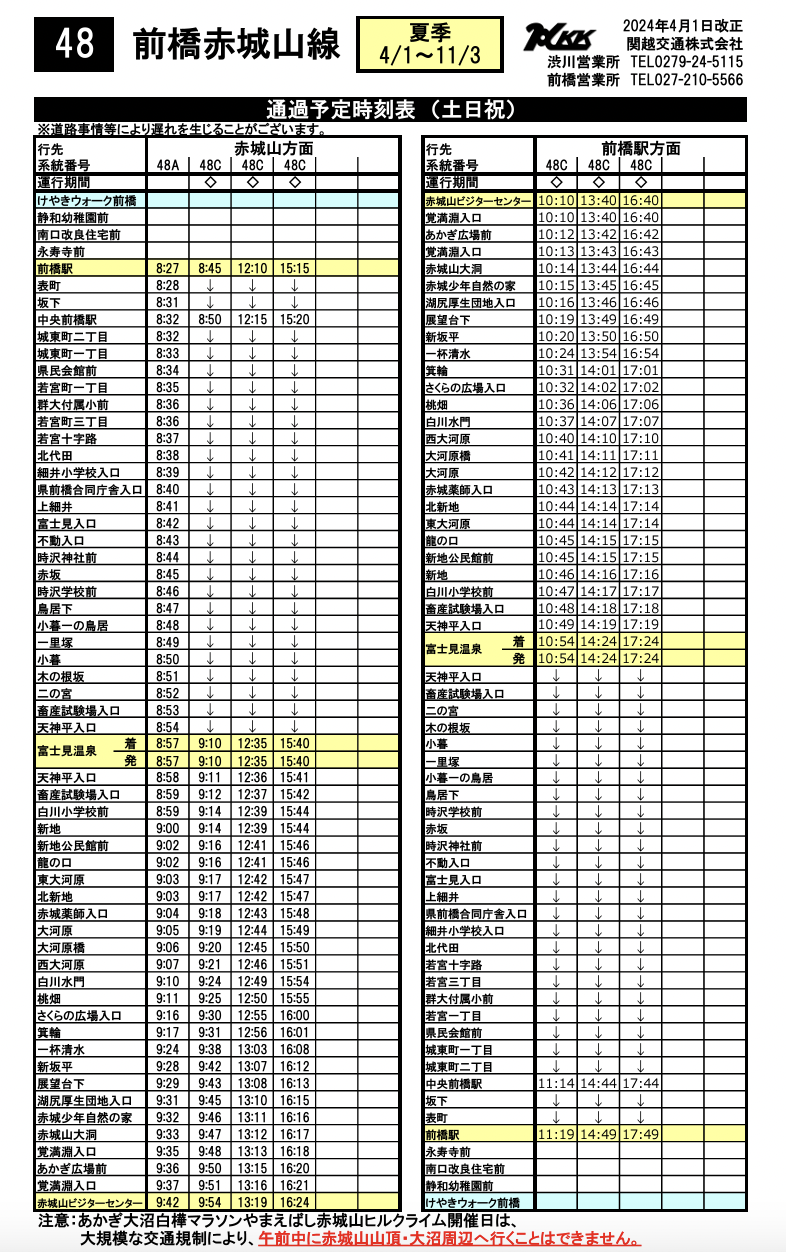 48 前橋赤城山線
夏季
4/1～11/3
KKK
2024年4月1日改正
関越交通株式会社
渋川営業所 TEL0279-24-5115
前橋営業所 TEL027-210-5566
通過予定時刻表 (土日祝)
※道路事情等により遅れを生じることがございます。
行先 赤城山方面
系統番号 48A 48C 48C 48C
運行期間 ◇ ◇ ◇
けやきウォーク前橋
静和幼稚園前
南口改良住宅前
永寿寺前
前橋駅 8:27 8:45 12:10 15:15
表町 8:28 ↓ ↓ ↓
坂下 8:31 ↓ ↓ ↓
中央前橋駅 8:32 8:50 12:15 15:20
城東町二丁目 8:32 ↓ ↓ ↓
城東町一丁目 8:33 ↓ ↓ ↓
県民会館前 8:34 ↓ ↓ ↓
若宮町一丁目 8:35 ↓ ↓ ↓
群大付属小前 8:36 ↓ ↓ ↓
若宮町三丁目 8:36 ↓ ↓ ↓
若宮十字路 8:37 ↓ ↓ ↓
北代田 8:38 ↓ ↓ ↓
細井小学校入口 8:39 ↓ ↓ ↓
県前橋合同庁舎入口 8:40 ↓ ↓ ↓
上細井 8:41 ↓ ↓ ↓
富士見入口 8:42 ↓ ↓ ↓
不動入口 8:43 ↓ ↓ ↓
時沢神社前 8:44 ↓ ↓ ↓
赤坂 8:45 ↓ ↓ ↓
時沢学校前 8:46 ↓ ↓ ↓
鳥居下 8:47 ↓ ↓ ↓
小暮一の鳥居 8:48 ↓ ↓ ↓
一里塚 8:49 ↓ ↓ ↓
小暮 8:50 ↓ ↓ ↓
木の根坂 8:51 ↓ ↓ ↓
二の宮 8:52 ↓ ↓ ↓
畜産試験場入口 8:53 ↓ ↓ ↓
天神平入口 8:54 ↓ ↓ ↓
富士見温泉 着 8:57 9:10 12:35 15:40
発 8:57 9:10 12:35 15:40
天神平入口 8:58 9:11 12:36 15:41
畜産試験場入口 8:59 9:12 12:37 15:42
白川小学校前 8:59 9:14 12:39 15:44
新地 9:00 9:14 12:39 15:44
新地公民館前 9:02 9:16 12:41 15:46
龍の口 9:02 9:16 12:41 15:46
東大河原 9:03 9:17 12:42 15:47
北新地 9:03 9:17 12:42 15:47
赤城薬師入口 9:04 9:18 12:43 15:48
大河原 9:05 9:19 12:44 15:49
大河原橋 9:06 9:20 12:45 15:50
西大河原 9:07 9:21 12:46 15:51
白川水門 9:10 9:24 12:49 15:54
桃畑 9:11 9:25 12:50 15:55
さくらの広場入口 9:16 9:30 12:55 16:00
箕輪 9:17 9:31 12:56 16:01
一杯清水 9:24 9:38 13:03 16:08
新坂平 9:28 9:42 13:07 16:12
展望台下 9:29 9:43 13:08 16:13
湖尻厚生団地入口 9:31 9:45 13:10 16:15
赤城少年自然の家 9:32 9:46 13:11 16:16
赤城山大洞 9:33 9:47 13:12 16:17
覚満淵入口 9:35 9:48 13:13 16:18
あかぎ広場前 9:36 9:50 13:15 16:20
覚満淵入口 9:37 9:51 13:16 16:21
赤城山ビジターセンター 9:42 9:54 13:19 16:24
行先 前橋駅方面
系統番号 48C 48C 48C
運行期間 ◇ ◇ ◇
赤城山ビジターセンター 10:10 13:40 16:40
覚満淵入口 10:10 13:40 16:40
あかぎ広場前 10:12 13:42 16:42
覚満淵入口 10:13 13:43 16:43
赤城山大洞 10:14 13:44 16:44
赤城少年自然の家 10:15 13:45 16:45
湖尻厚生団地入口 10:16 13:46 16:46
展望台下 10:19 13:49 16:49
新坂平 10:20 13:50 16:50
一杯清水 10:24 13:54 16:54
箕輪 10:31 14:01 17:01
さくらの広場入口 10:32 14:02 17:02
桃畑 10:36 14:06 17:06
白川水門 10:37 14:07 17:07
西大河原 10:40 14:10 17:10
大河原橋 10:41 14:11 17:11
大河原 10:42 14:12 17:12
赤城薬師入口 10:43 14:13 17:13
北新地 10:44 14:14 17:14
東大河原 10:44 14:14 17:14
龍の口 10:45 14:15 17:15
新地公民館前 10:45 14:15 17:15
新地 10:46 14:16 17:16
白川小学校前 10:47 14:17 17:17
畜産試験場入口 10:48 14:18 17:18
天神平入口 10:49 14:19 17:19
富士見温泉 着 10:54 14:24 17:24
発 10:54 14:24 17:24
天神平入口 ↓ ↓ ↓
畜産試験場入口 ↓ ↓ ↓
二の宮 ↓ ↓ ↓
木の根坂 ↓ ↓ ↓
小暮 ↓ ↓ ↓
一里塚 ↓ ↓ ↓
小暮一の鳥居 ↓ ↓ ↓
鳥居下 ↓ ↓ ↓
時沢学校前 ↓ ↓ ↓
赤坂 ↓ ↓ ↓
時沢神社前 ↓ ↓ ↓
不動入口 ↓ ↓ ↓
富士見入口 ↓ ↓ ↓
上細井 ↓ ↓ ↓
県前橋合同庁舎入口 ↓ ↓ ↓
細井小学校入口 ↓ ↓ ↓
北代田 ↓ ↓ ↓
若宮十字路 ↓ ↓ ↓
若宮三丁目 ↓ ↓ ↓
群大付属小前 ↓ ↓ ↓
若宮一丁目 ↓ ↓ ↓
県民会館前 ↓ ↓ ↓
城東町一丁目 ↓ ↓ ↓
城東町二丁目 ↓ ↓ ↓
中央前橋駅 11:14 14:44 17:44
坂下 ↓ ↓ ↓
表町 ↓ ↓ ↓
前橋駅 11:19 14:49 17:49
永寿寺前
南口改良住宅前
静和幼稚園前
けやきウォーク前橋
注意：あかぎ大沼白樺マラソンやまえばし赤城山ヒルクライム開催日は、
大規模な交通規制により、午前中に赤城山山頂・大沼周辺へ行くことはできません。